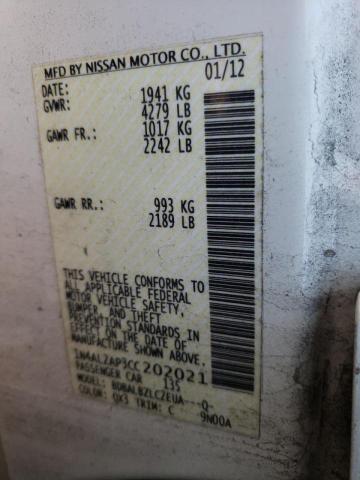 MFD BY NISSAN MOTOR CO., LTD.
DATE: 01/12
GVWR: 1941 KG
4279 LB
GAWR FR.: 1017 KG
2242 LB
GAWR RR.: 993 KG
2189 LB
THIS VEHICLE CONFORMS TO
ALL APPLICABLE FEDERAL
MOTOR VEHICLE SAFETY,
BUMPER, AND THEFT
PREVENTION STANDARDS IN
EFFECT ON THE DATE OF
MANUFACTURE SHOWN ABOVE.
1N4AL2AP3CC202021
PASSENGER CAR 135
MODEL: BDBALBZLCZEUA---Q-
COLOR: QX3 TRIM: C 9N00A